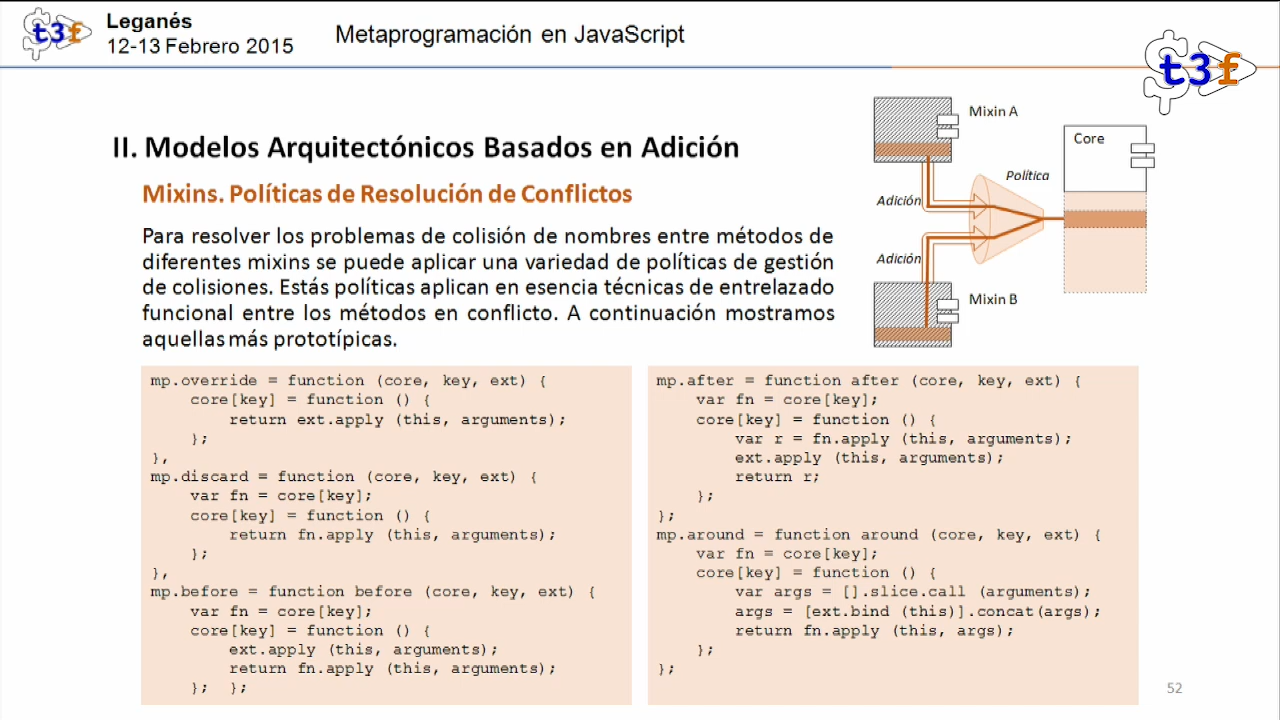 t3f
Leganés
12-13 Febrero 2015
Metaprogramación en JavaScript
t3f
II. Modelos Arquitectónicos Basados en Adición
Mixins. Políticas de Resolución de Conflictos
Para resolver los problemas de colisión de nombres entre métodos de
diferentes mixins se puede aplicar una variedad de políticas de gestión
de colisiones. Estás políticas aplican en esencia técnicas de entrelazado
funcional entre los métodos en conflicto. A continuación mostramos
aquellas más prototípicas.
Mixin A
Core
Política
Adición
Adición
Mixin B
mp.override = function (core, key, ext) {
    core[key] = function () {
        return ext.apply (this, arguments);
    };
},
mp.discard = function (core, key, ext) {
    var fn = core[key];
    core[key] = function () {
        return fn.apply (this, arguments);
    };
},
mp.before = function before (core, key, ext) {
    var fn = core[key];
    core[key] = function () {
        ext.apply (this, arguments);
        return fn.apply (this, arguments);
    };  };
mp.after = function after (core, key, ext) {
    var fn = core[key];
    core[key] = function () {
        var r = fn.apply (this, arguments);
        ext.apply (this, arguments);
        return r;
    };
};
mp.around = function around (core, key, ext) {
    var fn = core[key];
    core[key] = function () {
        var args = [].slice.call (arguments);
        args = [ext.bind (this)].concat(args);
        return fn.apply (this, args);
    };
};
52